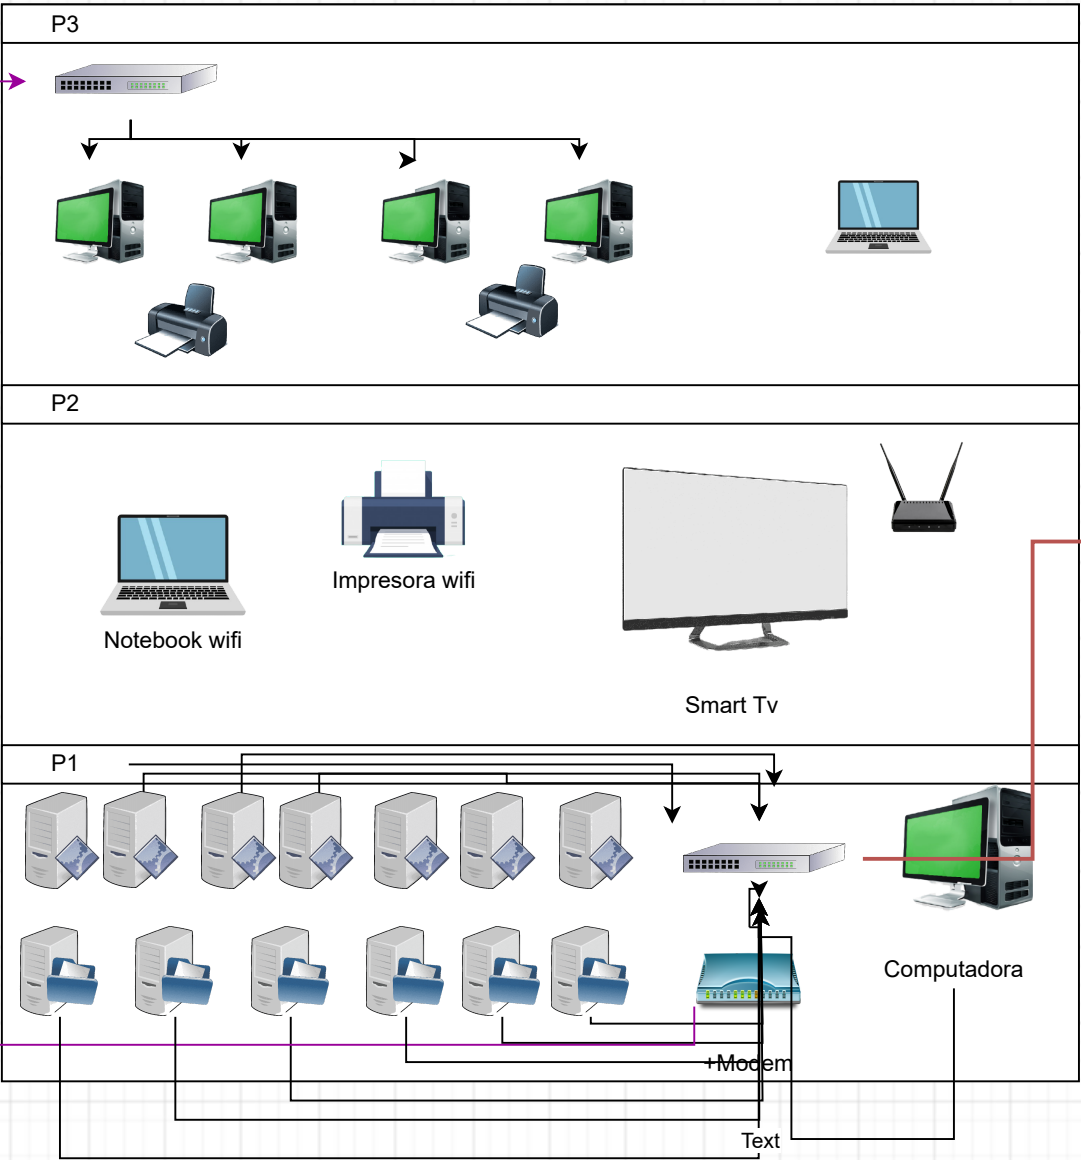 P3
P2
Impresora wifi
Notebook wifi
Smart Tv
P1
Computadora
+Modem
Text